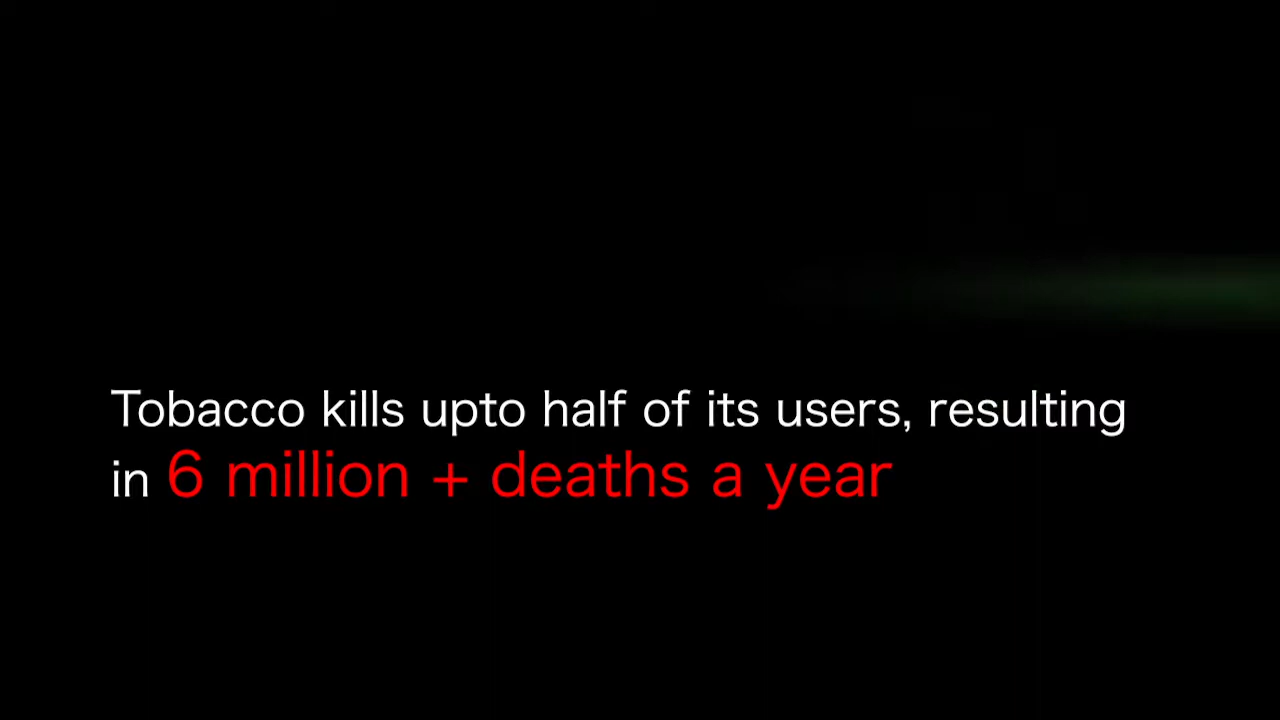 Tobacco kills upto half of its users, resulting
in 6 million + deaths a year